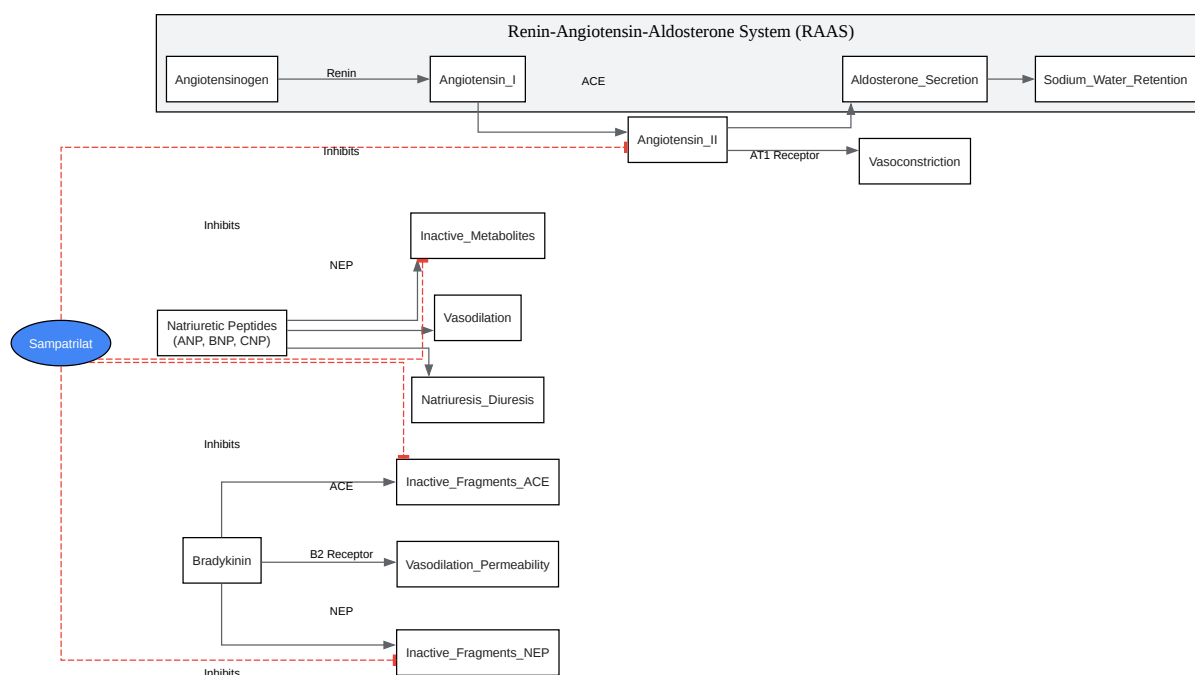 Renin-Angiotensin-Aldosterone System (RAAS)
Angiotensinogen
Renin
Angiotensin_I
ACE
Aldosterone_Secretion
Sodium_Water_Retention
Angiotensin_II
Inhibits
AT1 Receptor
Vasoconstriction
Inhibits
Inactive_Metabolites
NEP
Vasodilation
Natriuretic Peptides
(ANP, BNP, CNP)
Sampatrilat
Natriuresis_Diuresis
Inhibits
Inactive_Fragments_ACE
ACE
Bradykinin
B2 Receptor
Vasodilation_Permeability
NEP
Inactive_Fragments_NEP
Inhibits